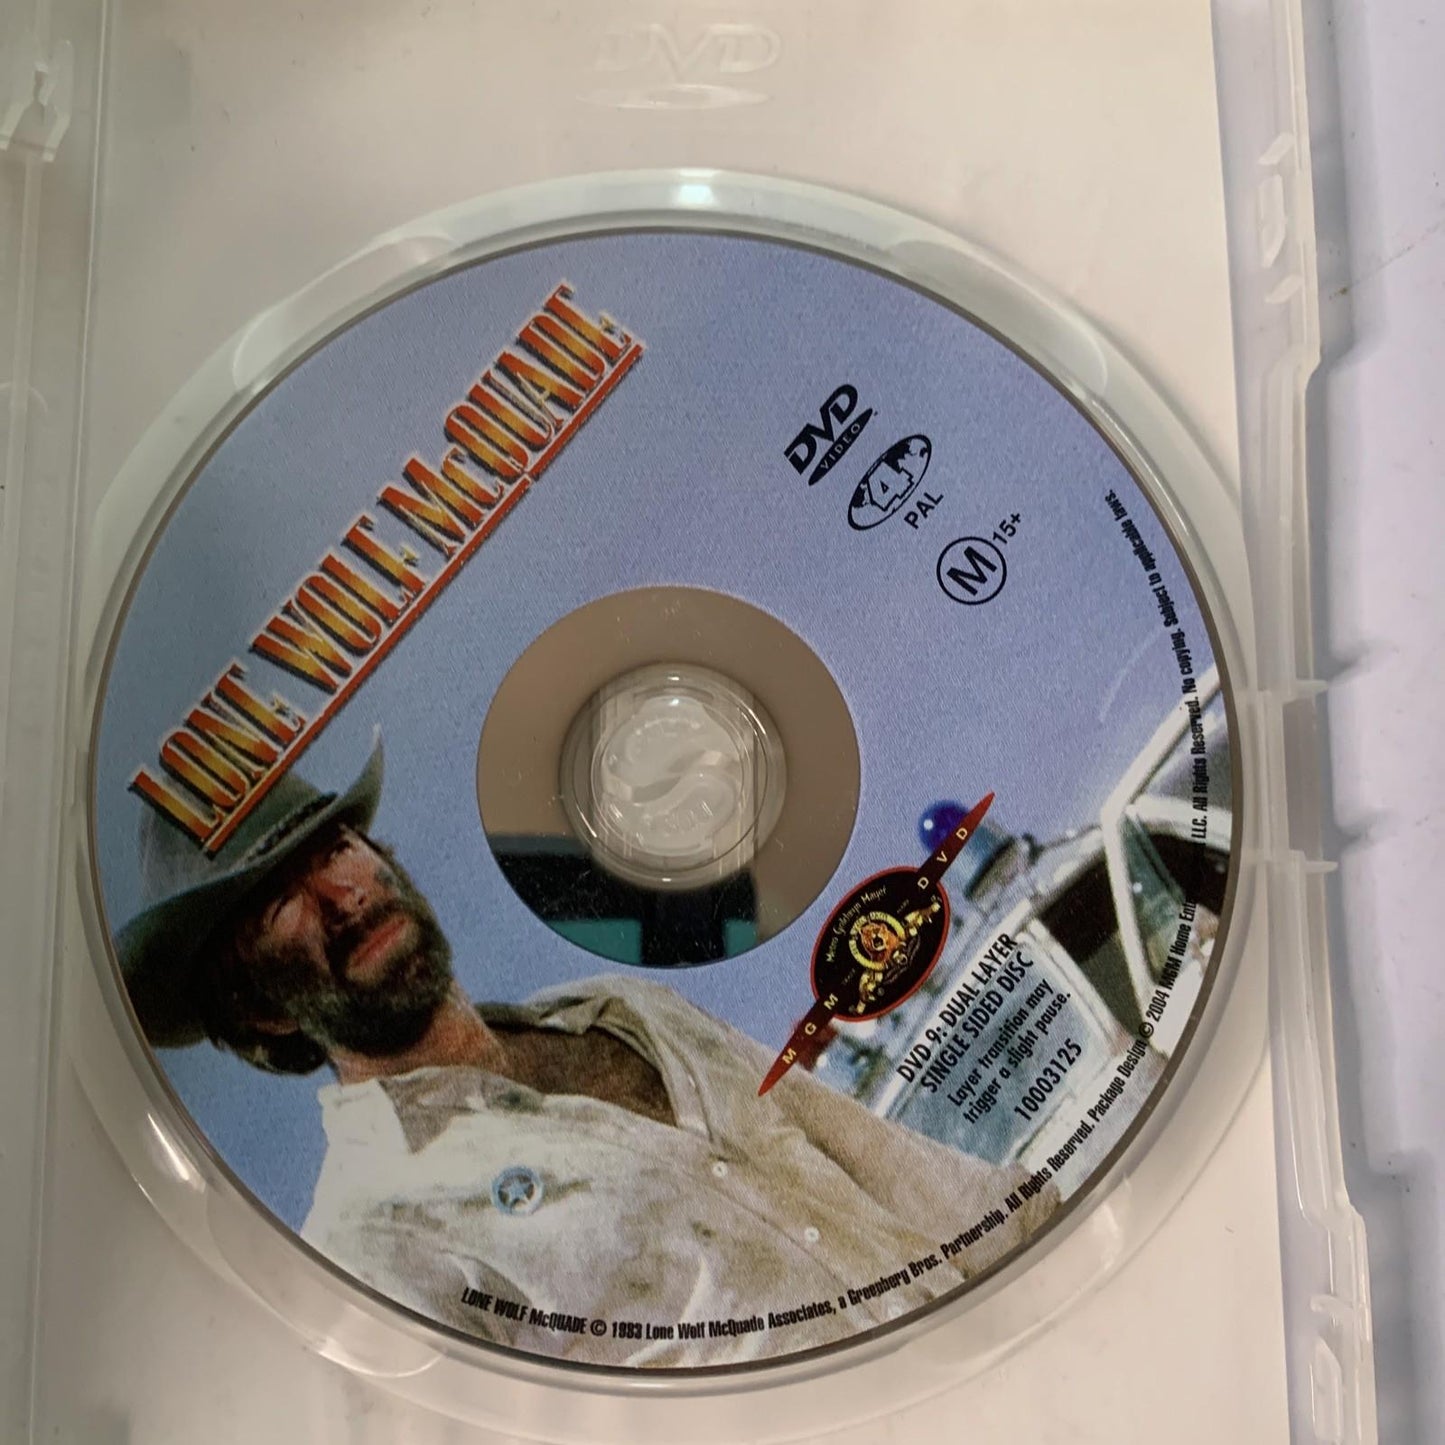 DVD
LONE WOLF McQUADE
DVD
VIDEO
4
PAL
M 15+
Metro Goldwyn Mayer
MGM DVD
DVD 9: DUAL LAYER
SINGLE SIDED DISC
Layer transition may
trigger a slight pause.
10003125
LONE WOLF McQUADE © 1983 Lone Wolf McQuade Associates, a Greenberg Bros. Partnership. All Rights Reserved. Package Design © 2004 MGM Home LLC. All Rights Reserved. No copying. Subject to applicable laws.